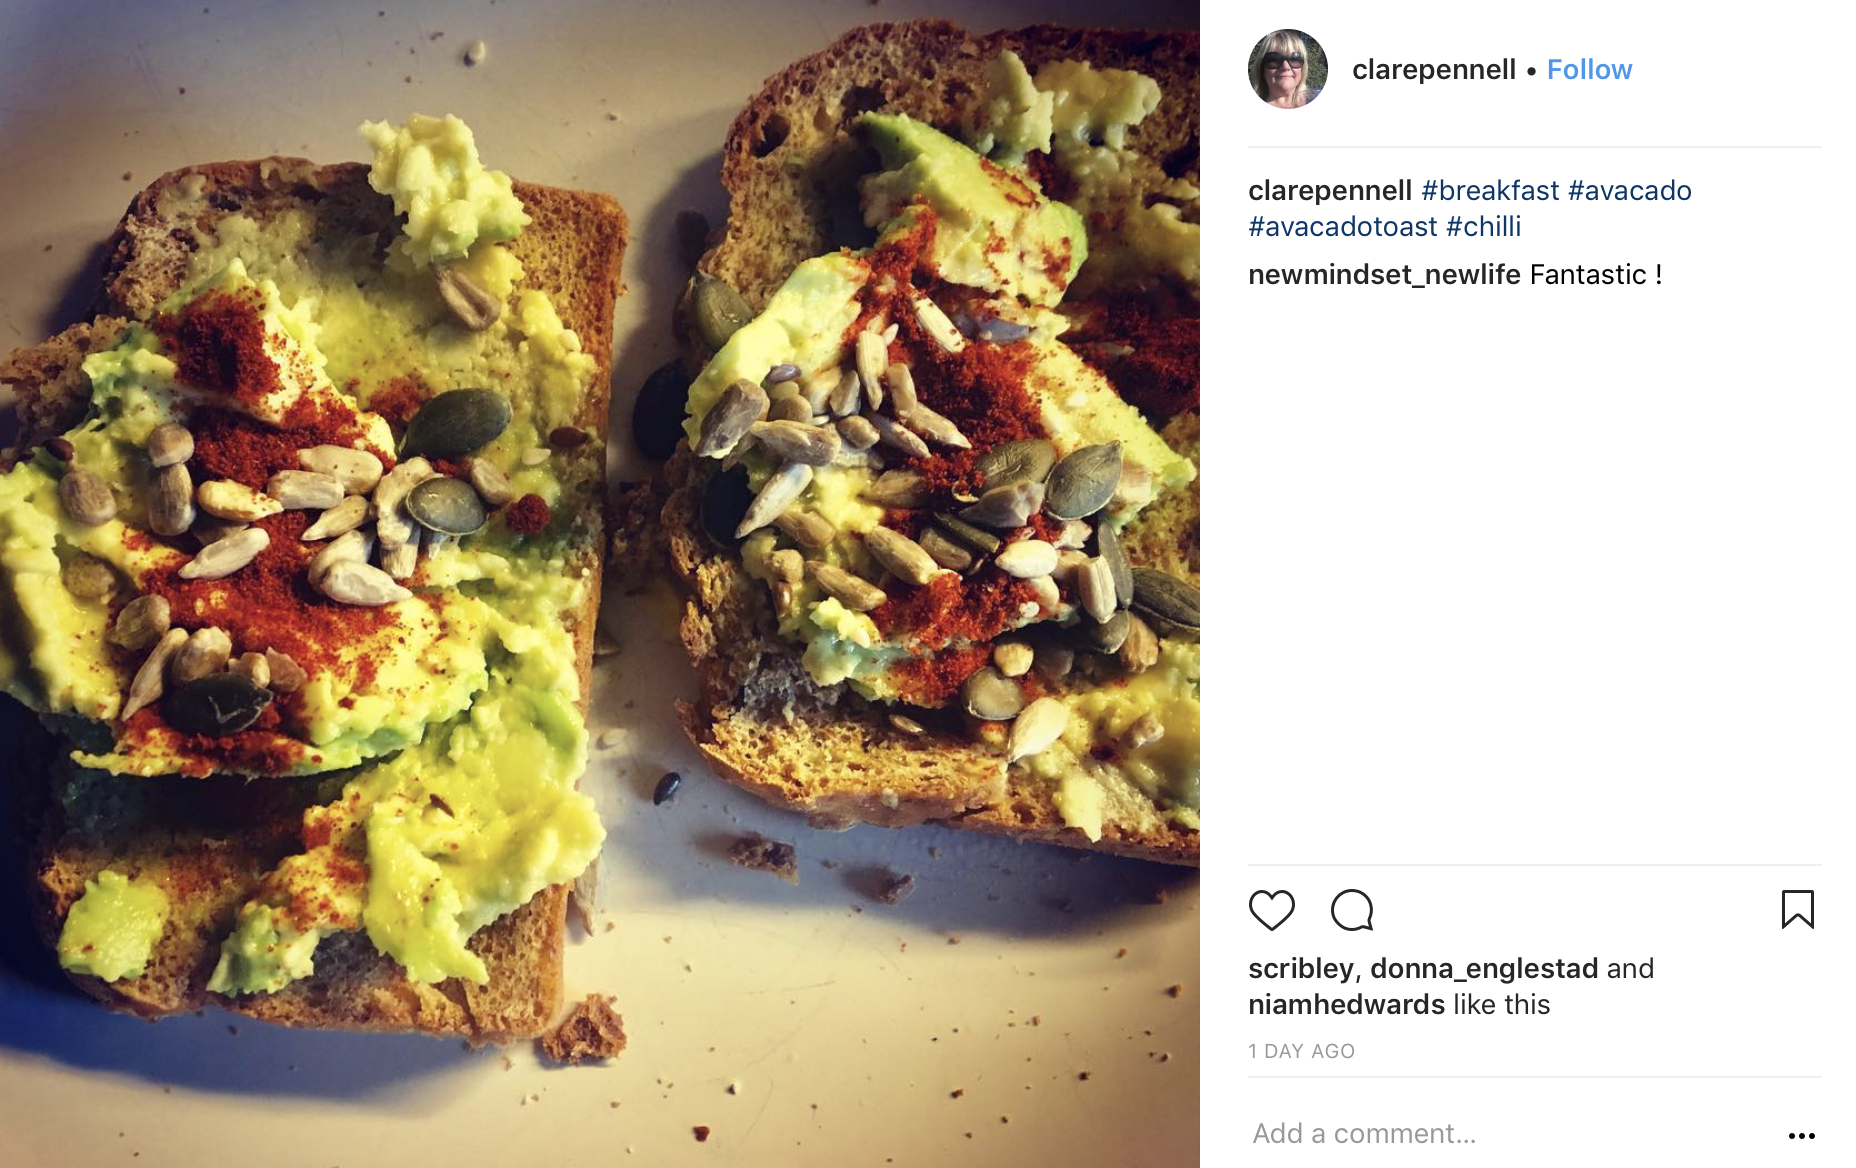 clarepennell • Follow
clarepennell #breakfast #avacado
#avacadotoast #chilli
newmindset_newlife Fantastic !
scribley, donna_englestad and
niamhedwards like this
1 DAY AGO
Add a comment...